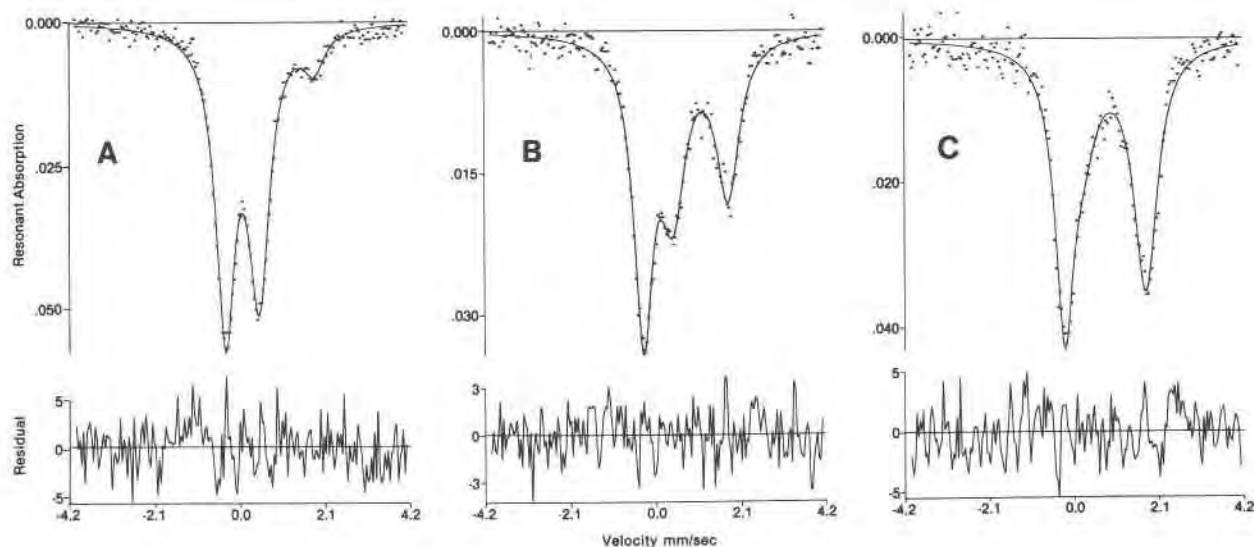 0.000
.025
.050
Resonant Absorption
A
5
0
-5
Residual
-4.2 -2.1 0.0 2.1 4.2
0.000
.015
.030
B
3
0
-3
-4.2 -2.1 0.0 2.1 4.2
Velocity mm/sec
0.000
.020
.040
C
5
0
-5
-4.2 -2.1 0.0 2.1 4.2